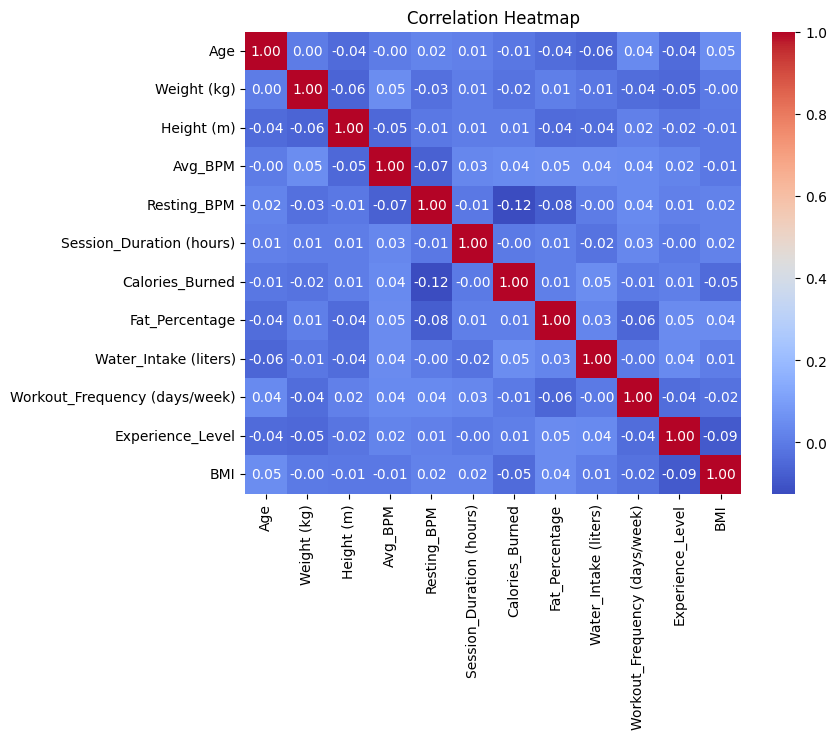 Correlation Heatmap
Age 1.00 0.00 -0.04 -0.00 0.02 0.01 -0.01 -0.04 -0.06 0.04 -0.04 0.05
Weight (kg) 0.00 1.00 -0.06 0.05 -0.03 0.01 -0.02 0.01 -0.01 -0.04 -0.05 -0.00
Height (m) -0.04 -0.06 1.00 -0.05 -0.01 0.01 0.01 -0.04 -0.04 0.02 -0.02 -0.01
Avg_BPM -0.00 0.05 -0.05 1.00 -0.07 0.03 0.04 0.05 0.04 0.04 0.02 -0.01
Resting_BPM 0.02 -0.03 -0.01 -0.07 1.00 -0.01 -0.12 -0.08 -0.00 0.04 0.01 0.02
Session_Duration (hours) 0.01 0.01 0.01 0.03 -0.01 1.00 -0.00 0.01 -0.02 0.03 -0.00 0.02
Calories_Burned -0.01 -0.02 0.01 0.04 -0.12 -0.00 1.00 0.01 0.05 -0.01 0.01 -0.05
Fat_Percentage -0.04 0.01 -0.04 0.05 -0.08 0.01 0.01 1.00 0.03 -0.06 0.05 0.04
Water_Intake (liters) -0.06 -0.01 -0.04 0.04 -0.00 -0.02 0.05 0.03 1.00 -0.00 0.04 0.01
Workout_Frequency (days/week) 0.04 -0.04 0.02 0.04 0.04 0.03 -0.01 -0.06 -0.00 1.00 -0.04 -0.02
Experience_Level -0.04 -0.05 -0.02 0.02 0.01 -0.00 0.01 0.05 0.04 -0.04 1.00 -0.09
BMI 0.05 -0.00 -0.01 -0.01 0.02 0.02 -0.05 0.04 0.01 -0.02 -0.09 1.00
Age
Weight (kg)
Height (m)
Avg_BPM
Resting_BPM
Session_Duration (hours)
Calories_Burned
Fat_Percentage
Water_Intake (liters)
Workout_Frequency (days/week)
Experience_Level
BMI
1.0
0.8
0.6
0.4
0.2
0.0